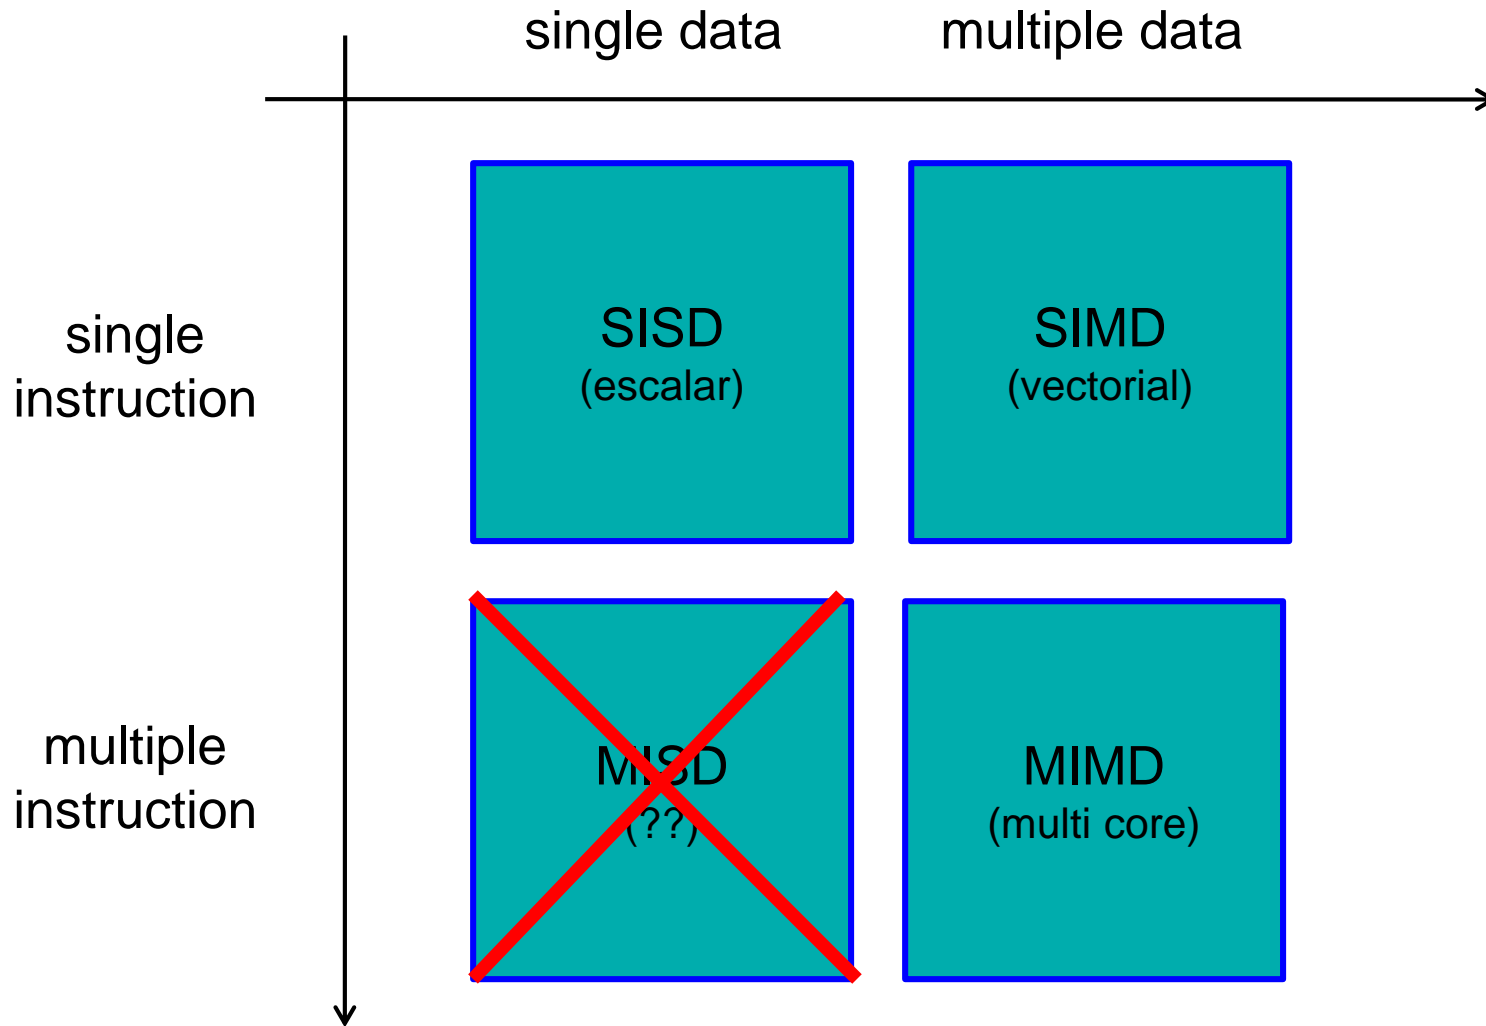 single data
multiple data
single
instruction
SISD
(escalar)
SIMD
(vectorial)
multiple
instruction
MISD
(??)
MIMD
(multi core)